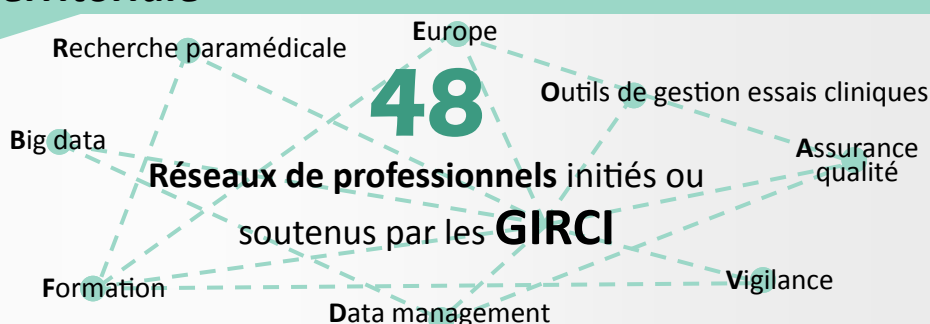 Europe
Recherche paramédicale
48
Outils de gestion essais cliniques
Big data
Assurance
qualité
Réseaux de professionnels initiés ou
soutenus par les GIRCI
Formation
Vigilance
Data management